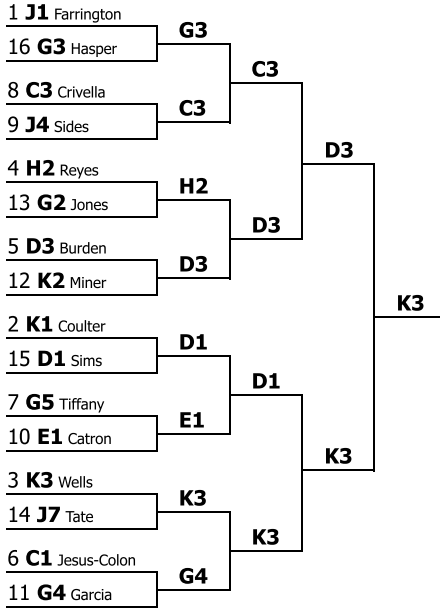 1 J1 Farrington
16 G3 Hasper
8 C3 Crivella
9 J4 Sides
4 H2 Reyes
13 G2 Jones
5 D3 Burden
12 K2 Miner
2 K1 Coulter
15 D1 Sims
7 G5 Tiffany
10 E1 Catron
3 K3 Wells
14 J7 Tate
6 C1 Jesus-Colon
11 G4 Garcia
G3
C3
H2
D3
D1
E1
K3
G4
C3
D3
D1
K3
D3
K3
K3